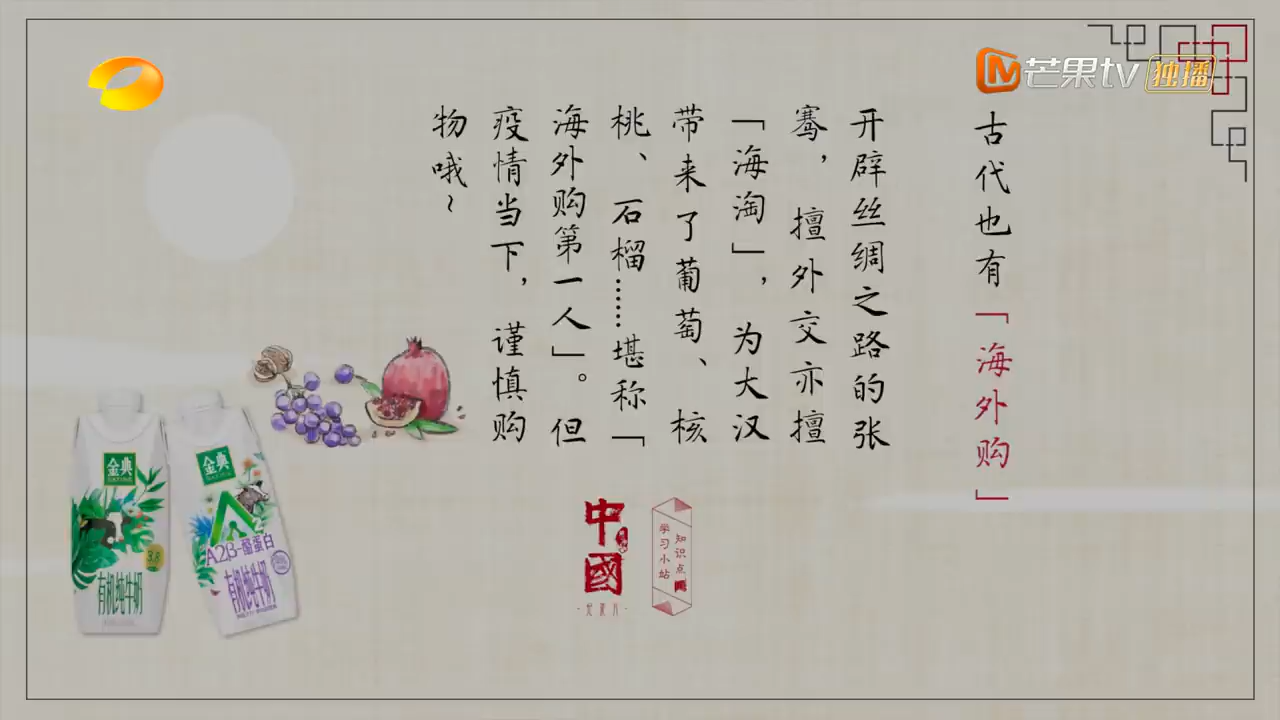 芒果tv 独播
古代也有「海外购」
开辟丝绸之路的张
骞，擅外交亦擅
「海淘」，为大汉
带来了葡萄、核
桃、石榴……堪称「
海外购第一人」。但
疫情当下，谨慎购
物哦~
中國
知识点
学习小站
金典
3.8
有机纯牛奶
金典
A2β-酪蛋白
有机纯牛奶